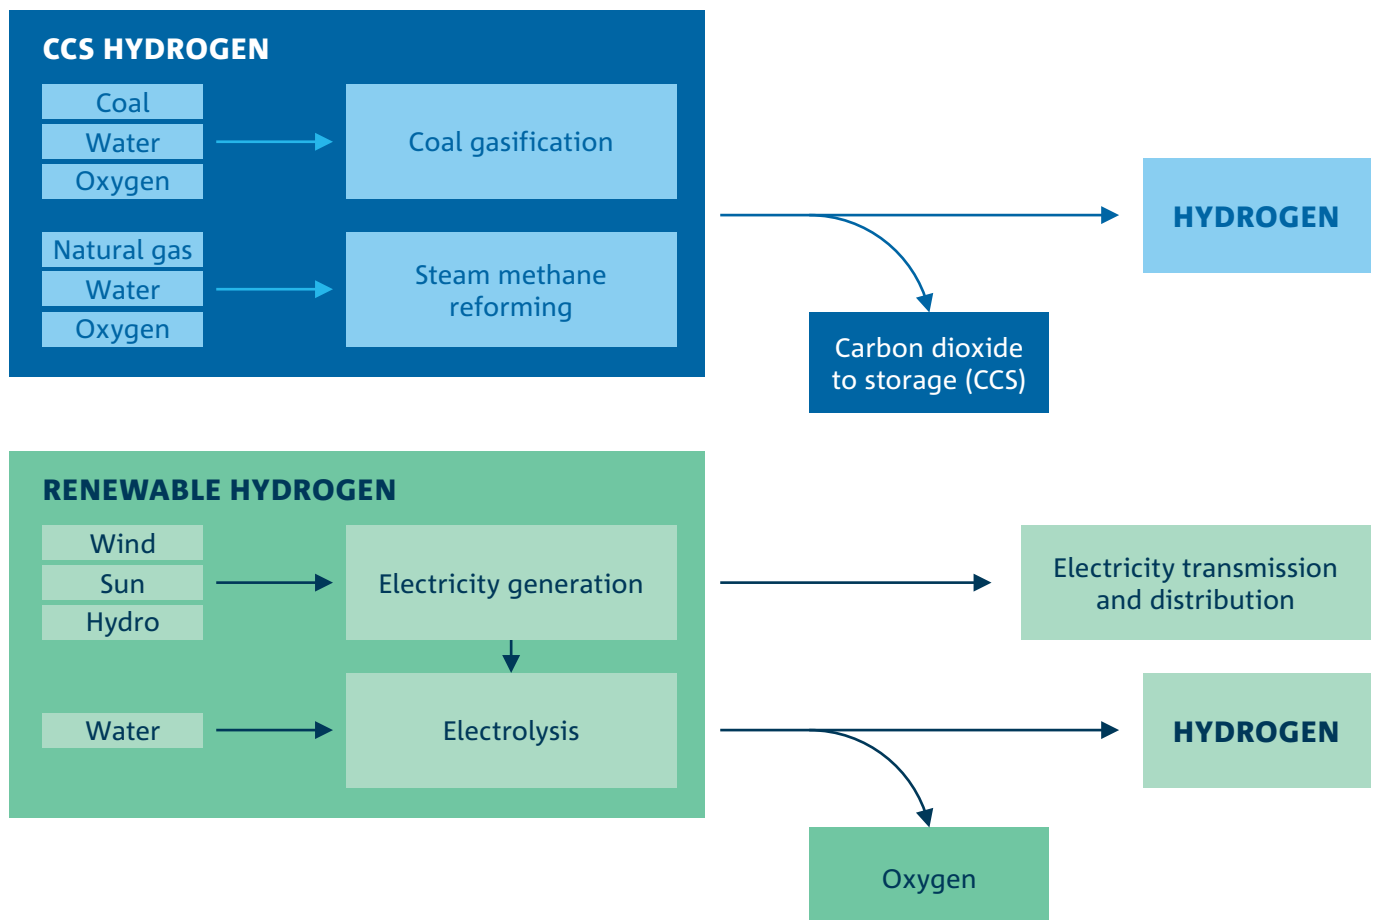 CCS HYDROGEN
Coal
Water
Oxygen
Coal gasification
Natural gas
Water
Oxygen
Steam methane
reforming
HYDROGEN
Carbon dioxide
to storage (CCS)
RENEWABLE HYDROGEN
Wind
Sun
Hydro
Electricity generation
Electricity transmission
and distribution
Water
Electrolysis
HYDROGEN
Oxygen